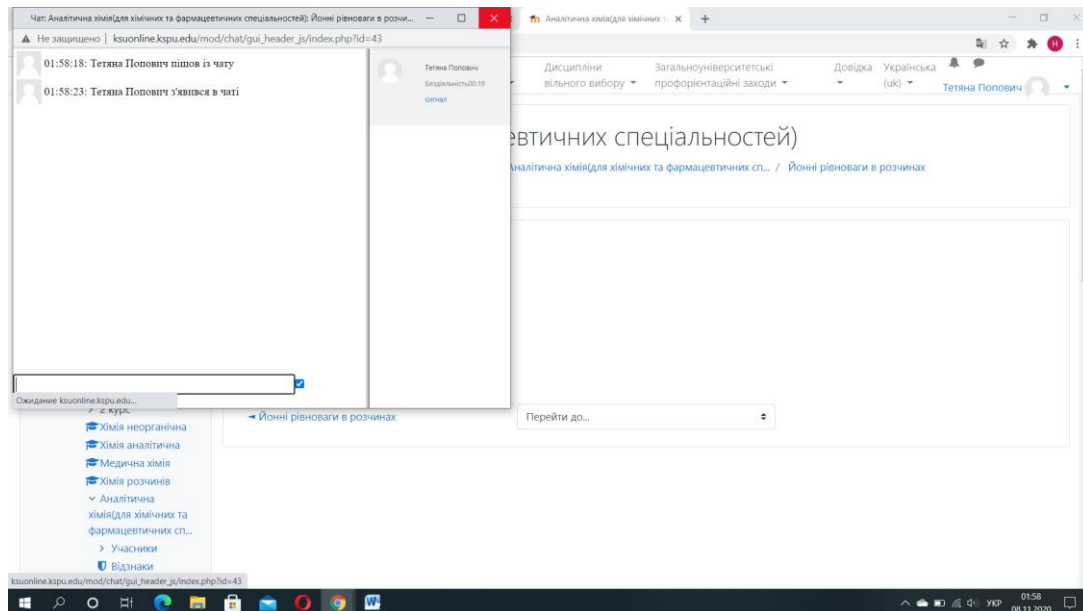 Чат: Аналітична хімія(для хімічних та фармацевтичних спеціальностей): Йонні рівноваги в розчи...
Аналітична хімія(для хімічних т
Не защищено | ksuonline.kspu.edu/mod/chat/gui_header_js/index.php?id=43
H
01:58:18: Тетяна Попович пішов із чату
01:58:23: Тетяна Попович з'явився в чаті
Тетяна Попович
Бездіяльність00:19
сигнал
Дисципліни вільного вибору
Загальноуніверситетські профорієнтаційні заходи
Довідка
Українська (uk)
Тетяна Попович
евтичних спеціальностей)
Аналітична хімія(для хімічних та фармацевтичних сп... / Йонні рівноваги в розчинах
Ожидание ksuonline.kspu.edu...
2 курс
Хімія неорганічна
Хімія аналітична
Медична хімія
Хімія розчинів
Аналітична
хімія(для хімічних та
фармацевтичних сп...
Учасники
Відзнаки
◄ Йонні рівноваги в розчинах
Перейти до...
ksuonline.kspu.edu/mod/chat/gui_header_js/index.php?id=43
УКР
01:58
08.11.2020